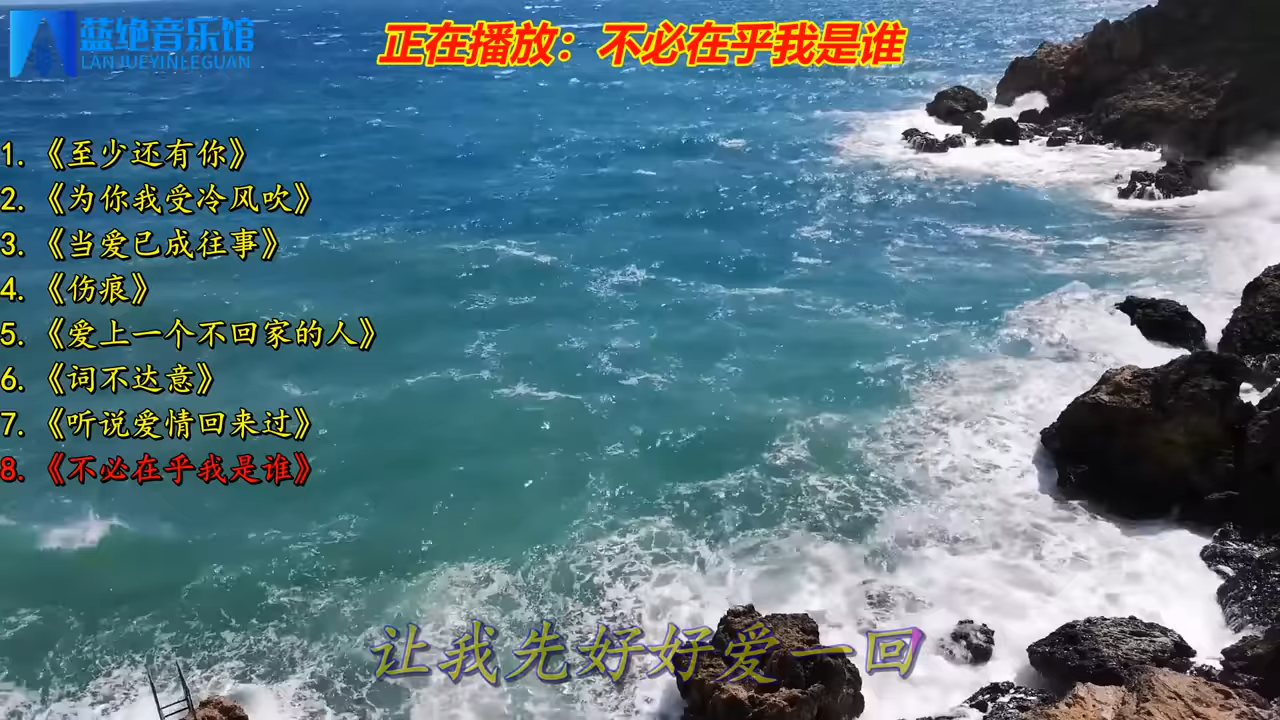 蓝绝音乐馆
LANJUEYINLEGUAN
正在播放：不必在乎我是谁
1.《至少还有你》
2.《为你我受冷风吹》
3.《当爱已成往事》
4.《伤痕》
5.《爱上一个不回家的人》
6.《词不达意》
7.《听说爱情回来过》
8.《不必在乎我是谁》
让我先好好爱一回